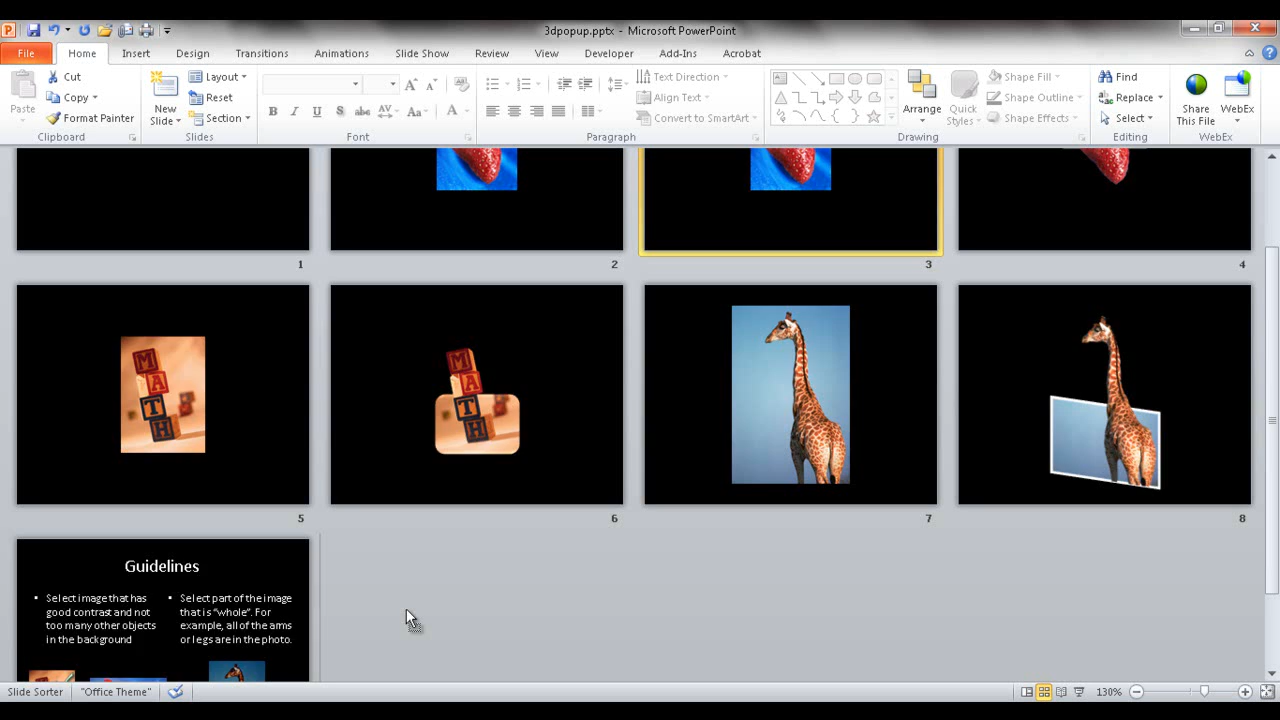 3dpopup.pptx - Microsoft PowerPoint
File Home Insert Design Transitions Animations Slide Show Review View Developer Add-Ins Acrobat
Paste Cut Copy Format Painter
New Slide Layout Reset Section
B I U S abc AV Aa A
Text Direction Align Text Convert to SmartArt
Arrange Quick Styles Shape Fill Shape Outline Shape Effects
Find Replace Select
Share This File WebEx
Clipboard Slides Font Paragraph Drawing Editing WebEx
1 2 3 4
M
A
T
H
M
A
T
H
5 6 7 8
Guidelines
▪ Select image that has
good contrast and not
too many other objects
in the background
▪ Select part of the image
that is "whole". For
example, all of the arms
or legs are in the photo.
Slide Sorter "Office Theme" 130%